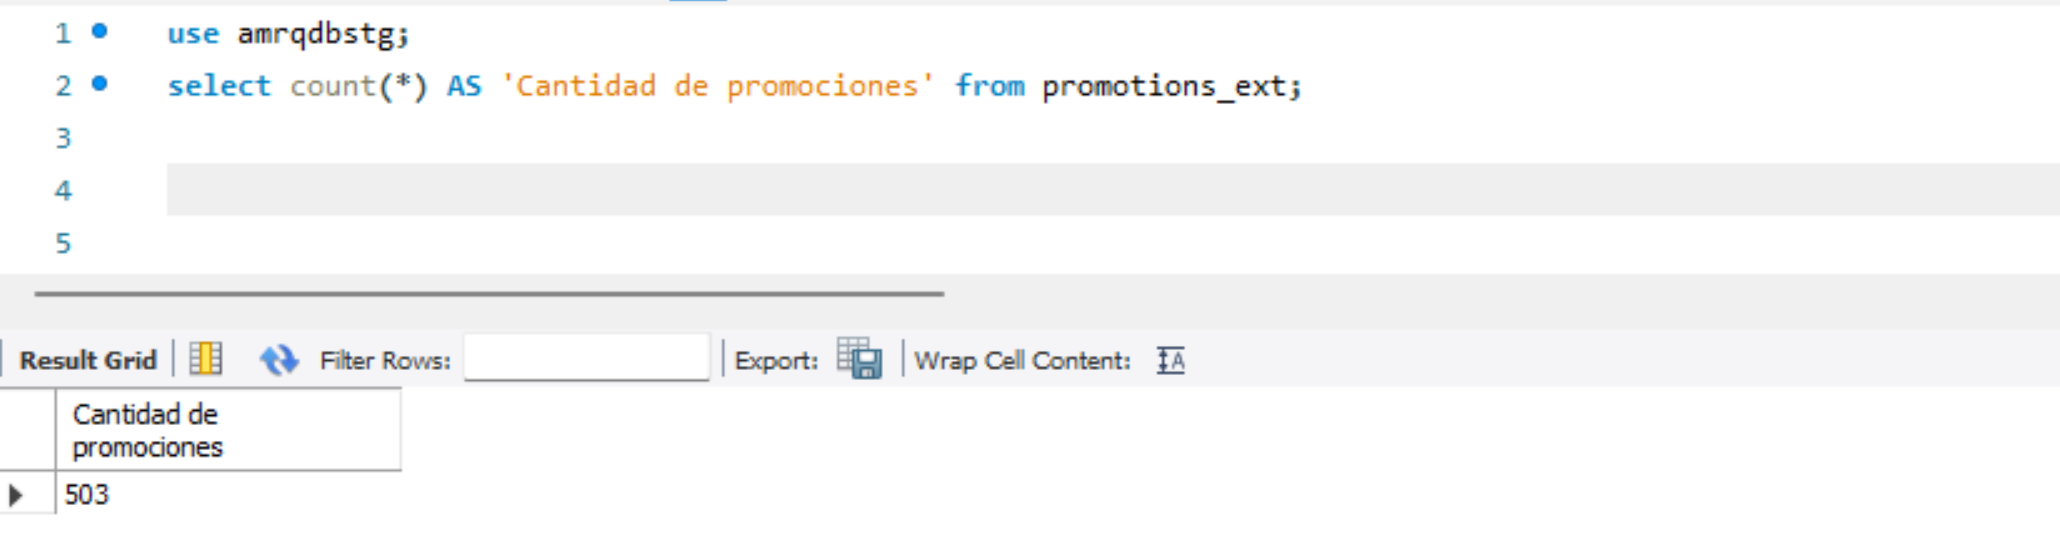 1 use amrqdbstg;
2 select count(*) AS 'Cantidad de promociones' from promotions_ext;
3
4
5
Result Grid Filter Rows: Export: Wrap Cell Content: A
Cantidad de
promociones
503